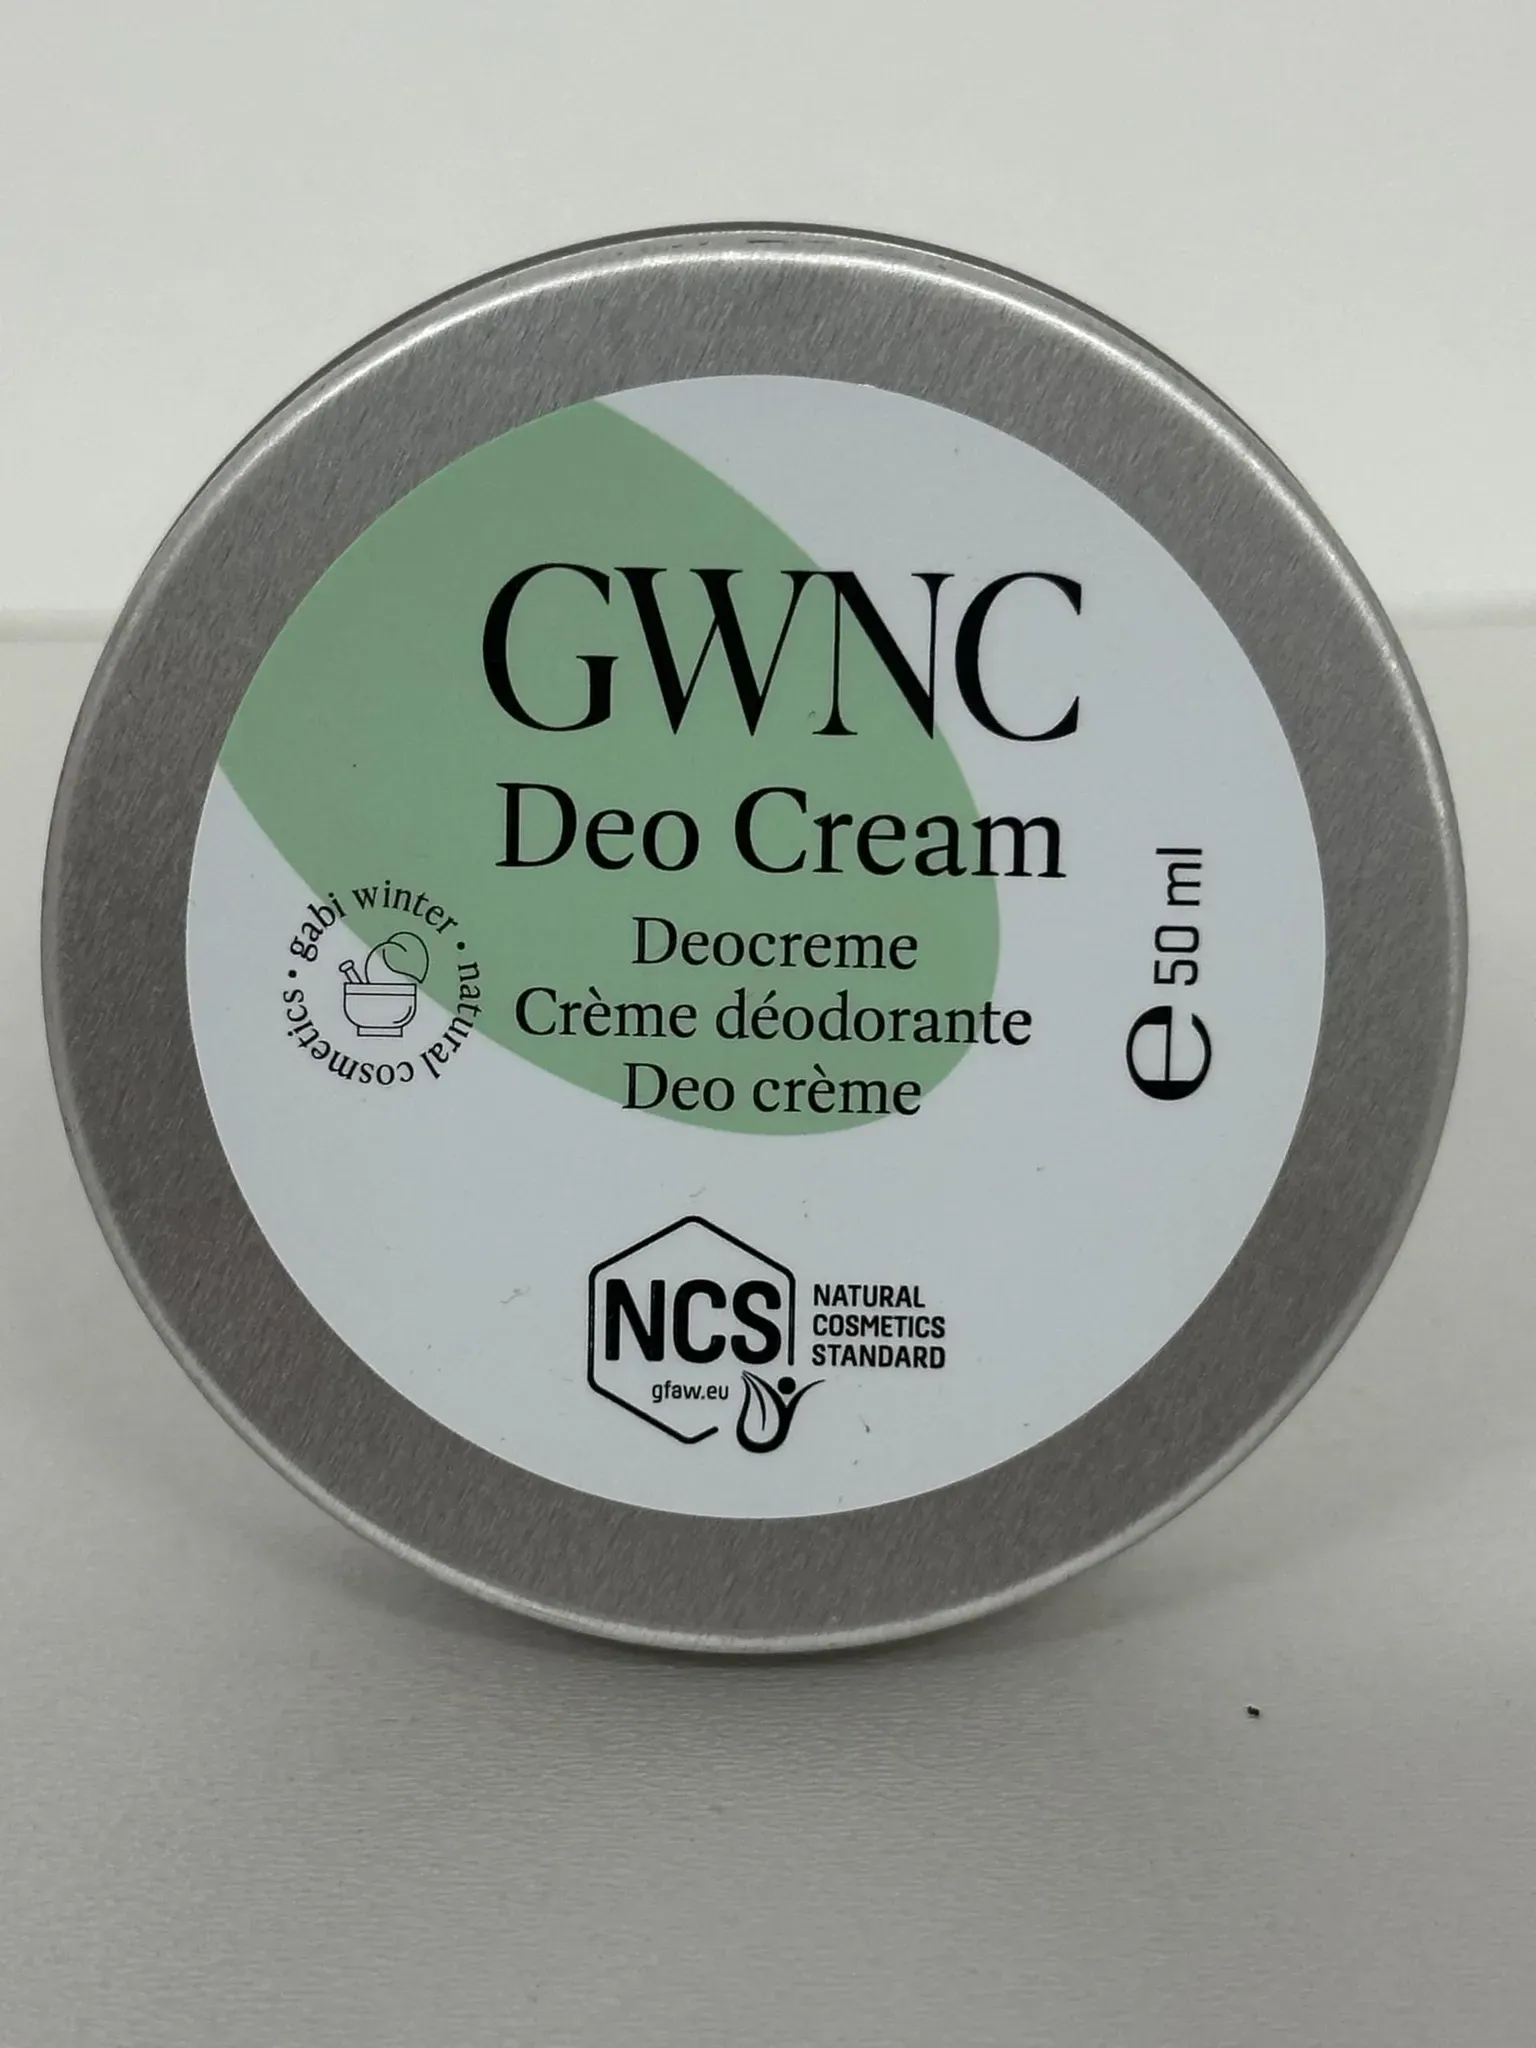 GWNC
Deo Cream
Deocreme
Crème déodorante
Deo crème
gabi winter · natural cosmetics ·
℮ 50 ml
NCS
gfaw.eu
NATURAL
COSMETICS
STANDARD